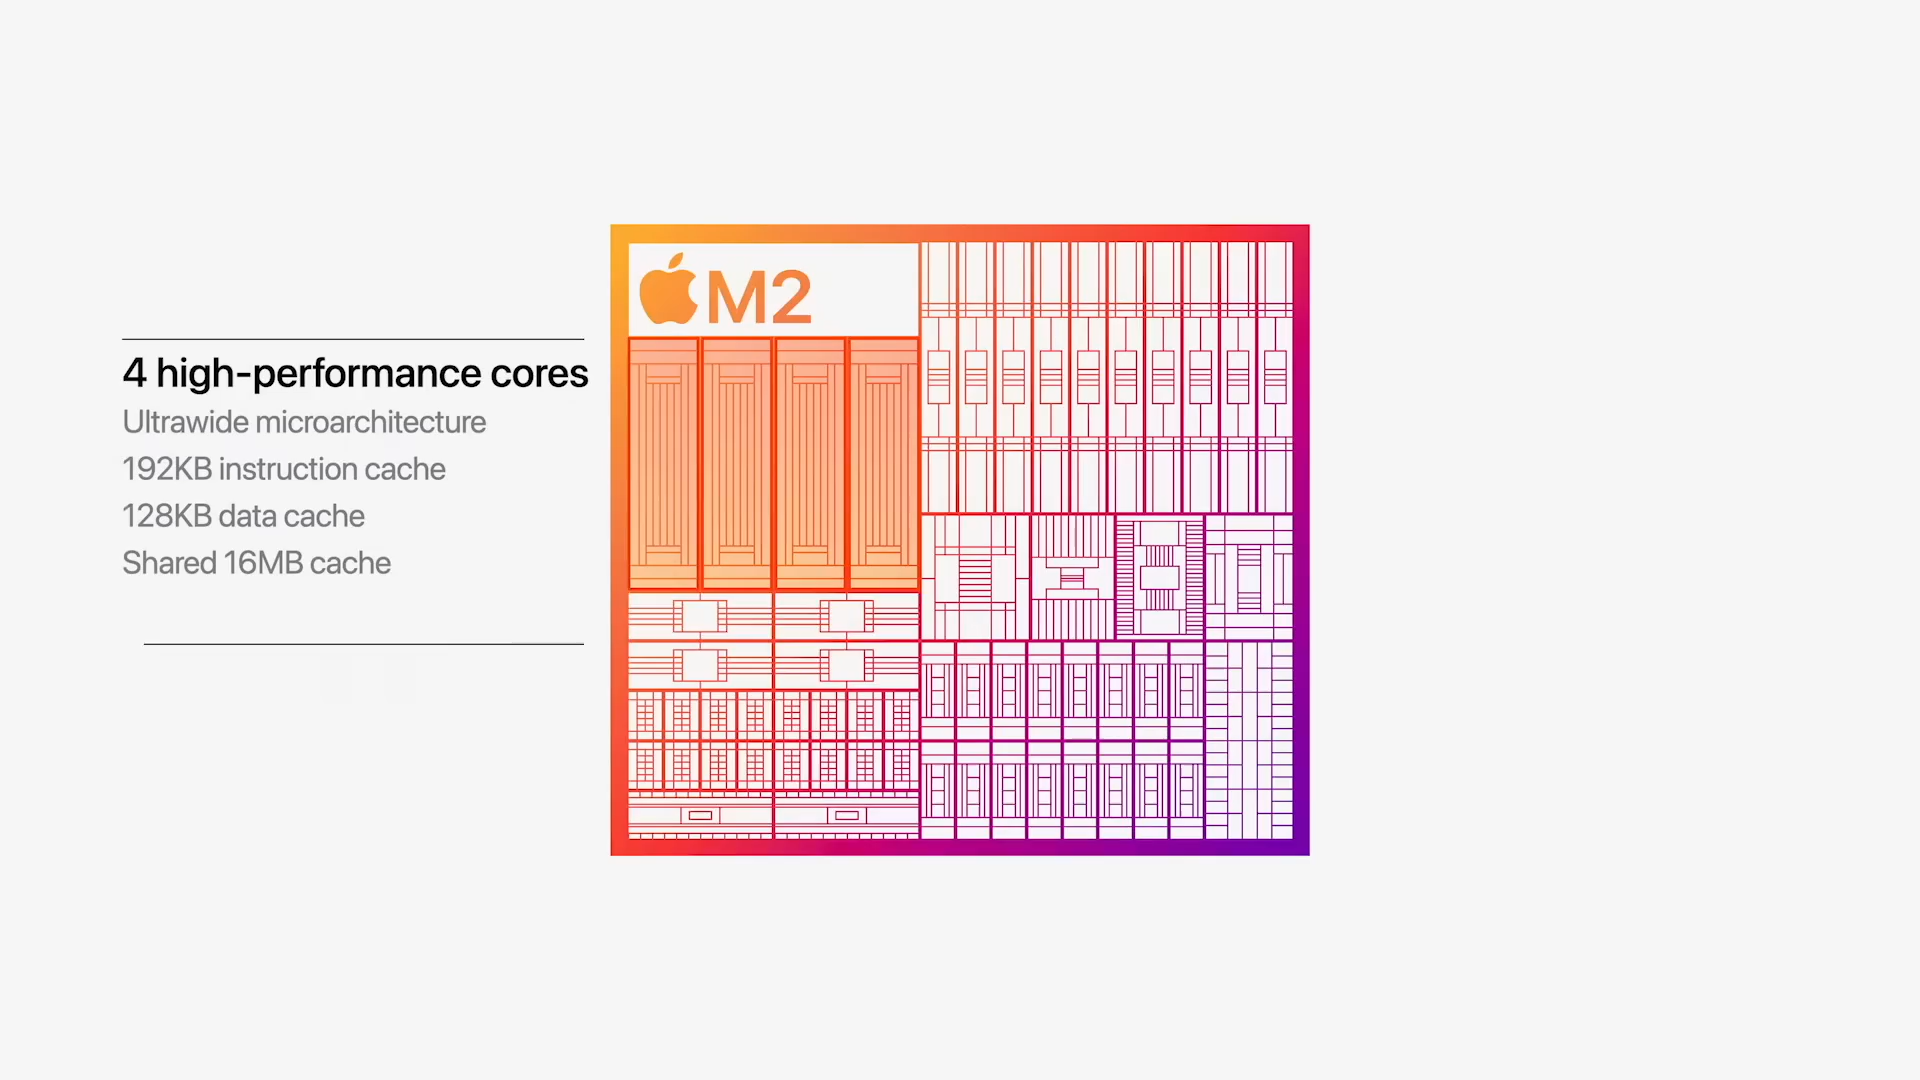 4 high-performance cores
Ultrawide microarchitecture
192KB instruction cache
128KB data cache
Shared 16MB cache
M2